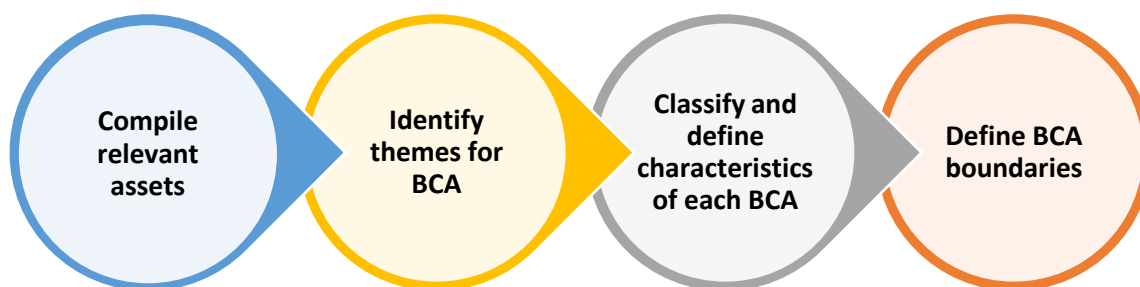 Compile
relevant
assets
Identify
themes for
BCA
Classify and
define
characteristics
of each BCA
Define BCA
boundaries